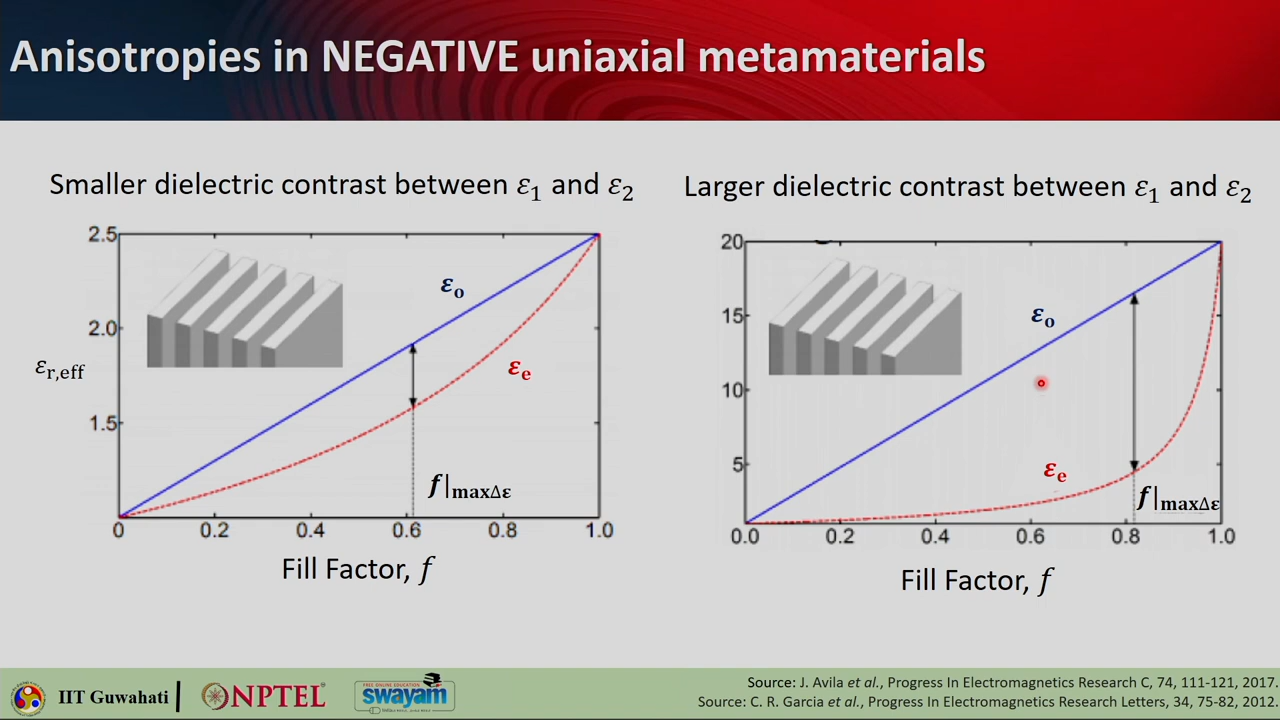 Anisotropies in NEGATIVE uniaxial metamaterials
Smaller dielectric contrast between ε₁ and ε₂
2.5
2.0
1.5
εr,eff
εo
εe
f|maxΔε
0
0.2
0.4
0.6
0.8
1.0
Fill Factor, f
Larger dielectric contrast between ε₁ and ε₂
20
15
10
5
εo
εe
f|maxΔε
0.0
0.2
0.4
0.6
0.8
1.0
Fill Factor, f
IIT Guwahati
NPTEL
FREE ONLINE EDUCATION
swayam
Source: J. Avila et al., Progress In Electromagnetics Research C, 74, 111-121, 2017.
Source: C. R. Garcia et al., Progress In Electromagnetics Research Letters, 34, 75-82, 2012.